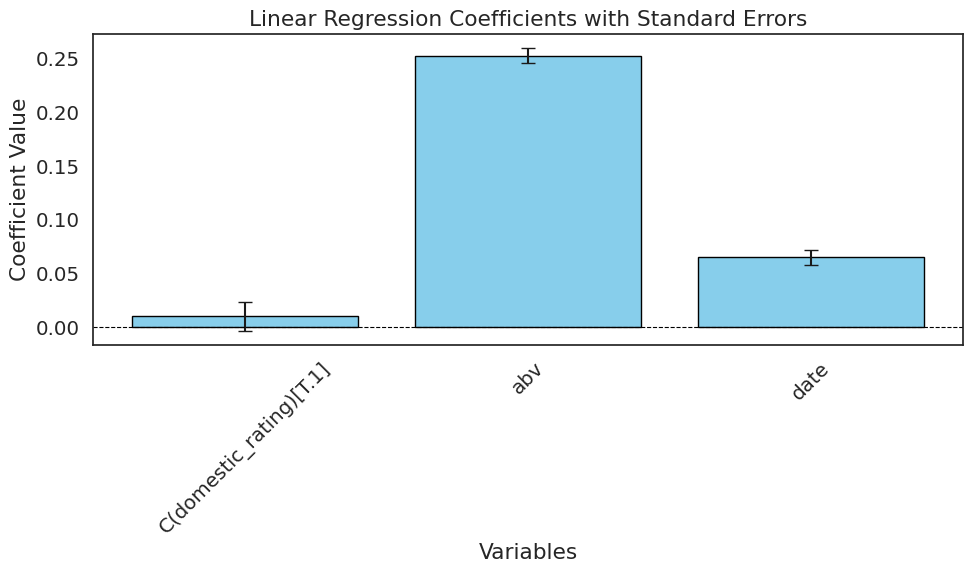 Linear Regression Coefficients with Standard Errors
Coefficient Value
0.25
0.20
0.15
0.10
0.05
0.00
C(domestic_rating)[T.1]
abv
date
Variables